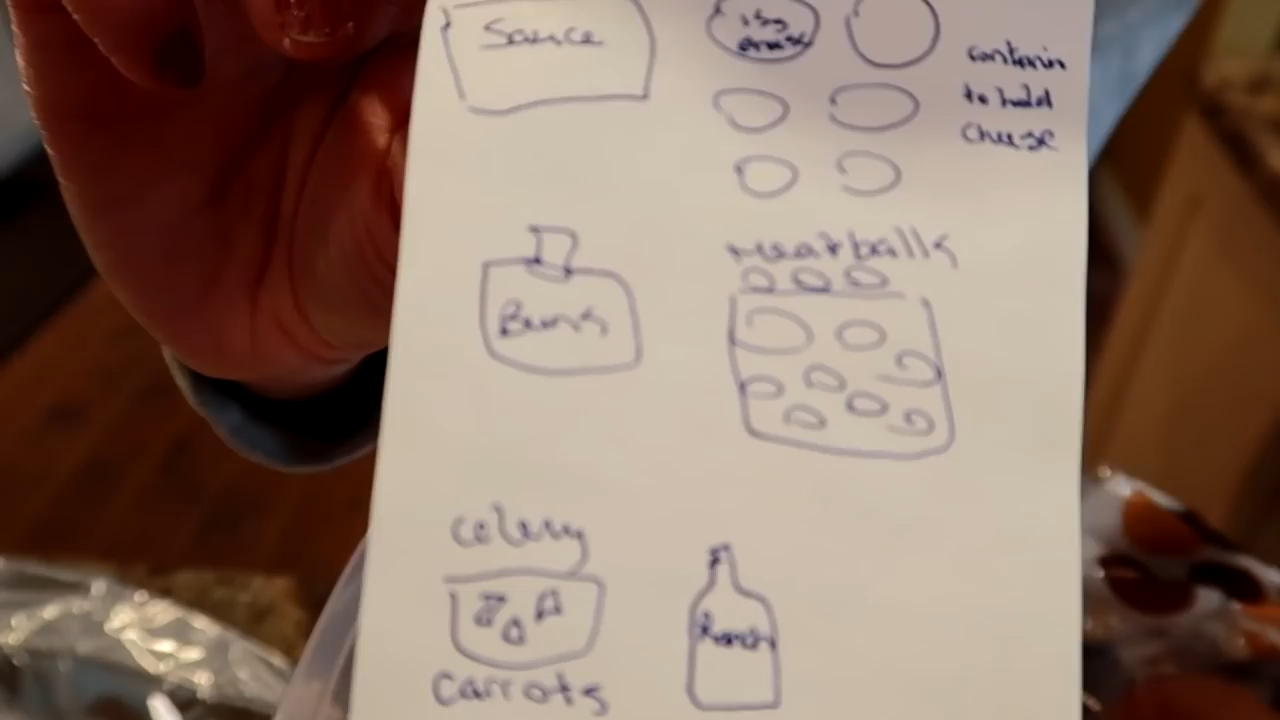 Sauce
contain
to hold
cheese
Meatballs
Buns
celery
carrots
Ranch